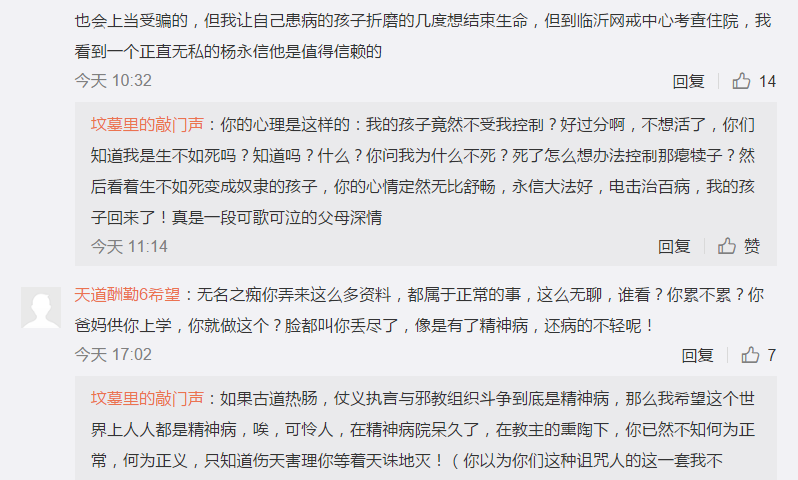 也会上当受骗的，但我让自己患病的孩子折磨的几度想结束生命，但到临沂网戒中心考查住院，我
看到一个正直无私的杨永信他是值得信赖的
今天 10:32
回复 14
坟墓里的敲门声：你的心理是这样的：我的孩子竟然不受我控制？好过分啊，不想活了，你们
知道我是生不如死吗？知道吗？什么？你问我为什么不死？死了怎么想办法控制那瘪犊子？然
后看着生不如死变成奴隶的孩子，你的心情定然无比舒畅，永信大法好，电击治百病，我的孩
子回来了！真是一段可歌可泣的父母深情
今天 11:14
回复 赞
天道酬勤6希望：无名之痴你弄来这么多资料，都属于正常的事，这么无聊，谁看？你累不累？你
爸妈供你上学，你就做这个？脸都叫你丢尽了，像是有了精神病，还病的不轻呢！
今天 17:02
回复 7
坟墓里的敲门声：如果古道热肠，仗义执言与邪教组织斗争到底是精神病，那么我希望这个世
界上人人都是精神病，唉，可怜人，在精神病院呆久了，在教主的熏陶下，你已然不知何为正
常，何为正义，只知道伤天害理你等着天诛地灭！（你以为你们这种诅咒人的这一套我不